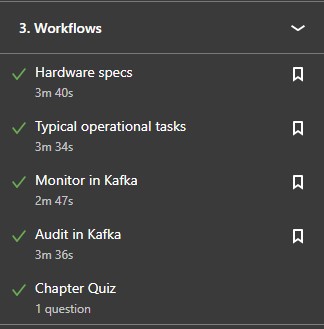 3. Workflows
Hardware specs
3m 40s
Typical operational tasks
3m 34s
Monitor in Kafka
2m 47s
Audit in Kafka
3m 36s
Chapter Quiz
1 question